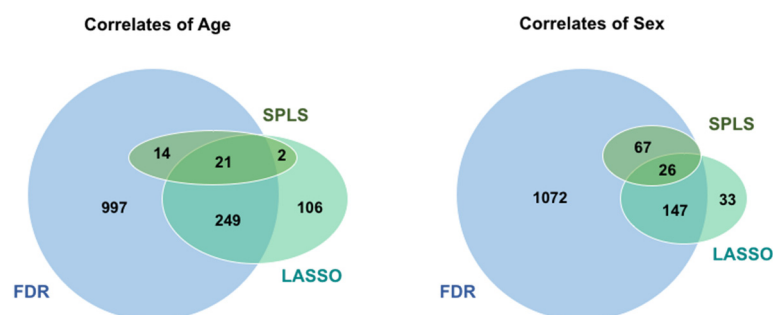 Correlates of Age
SPLS
14
21
2
997
249
106
LASSO
FDR
Correlates of Sex
SPLS
67
26
1072
147
33
LASSO
FDR